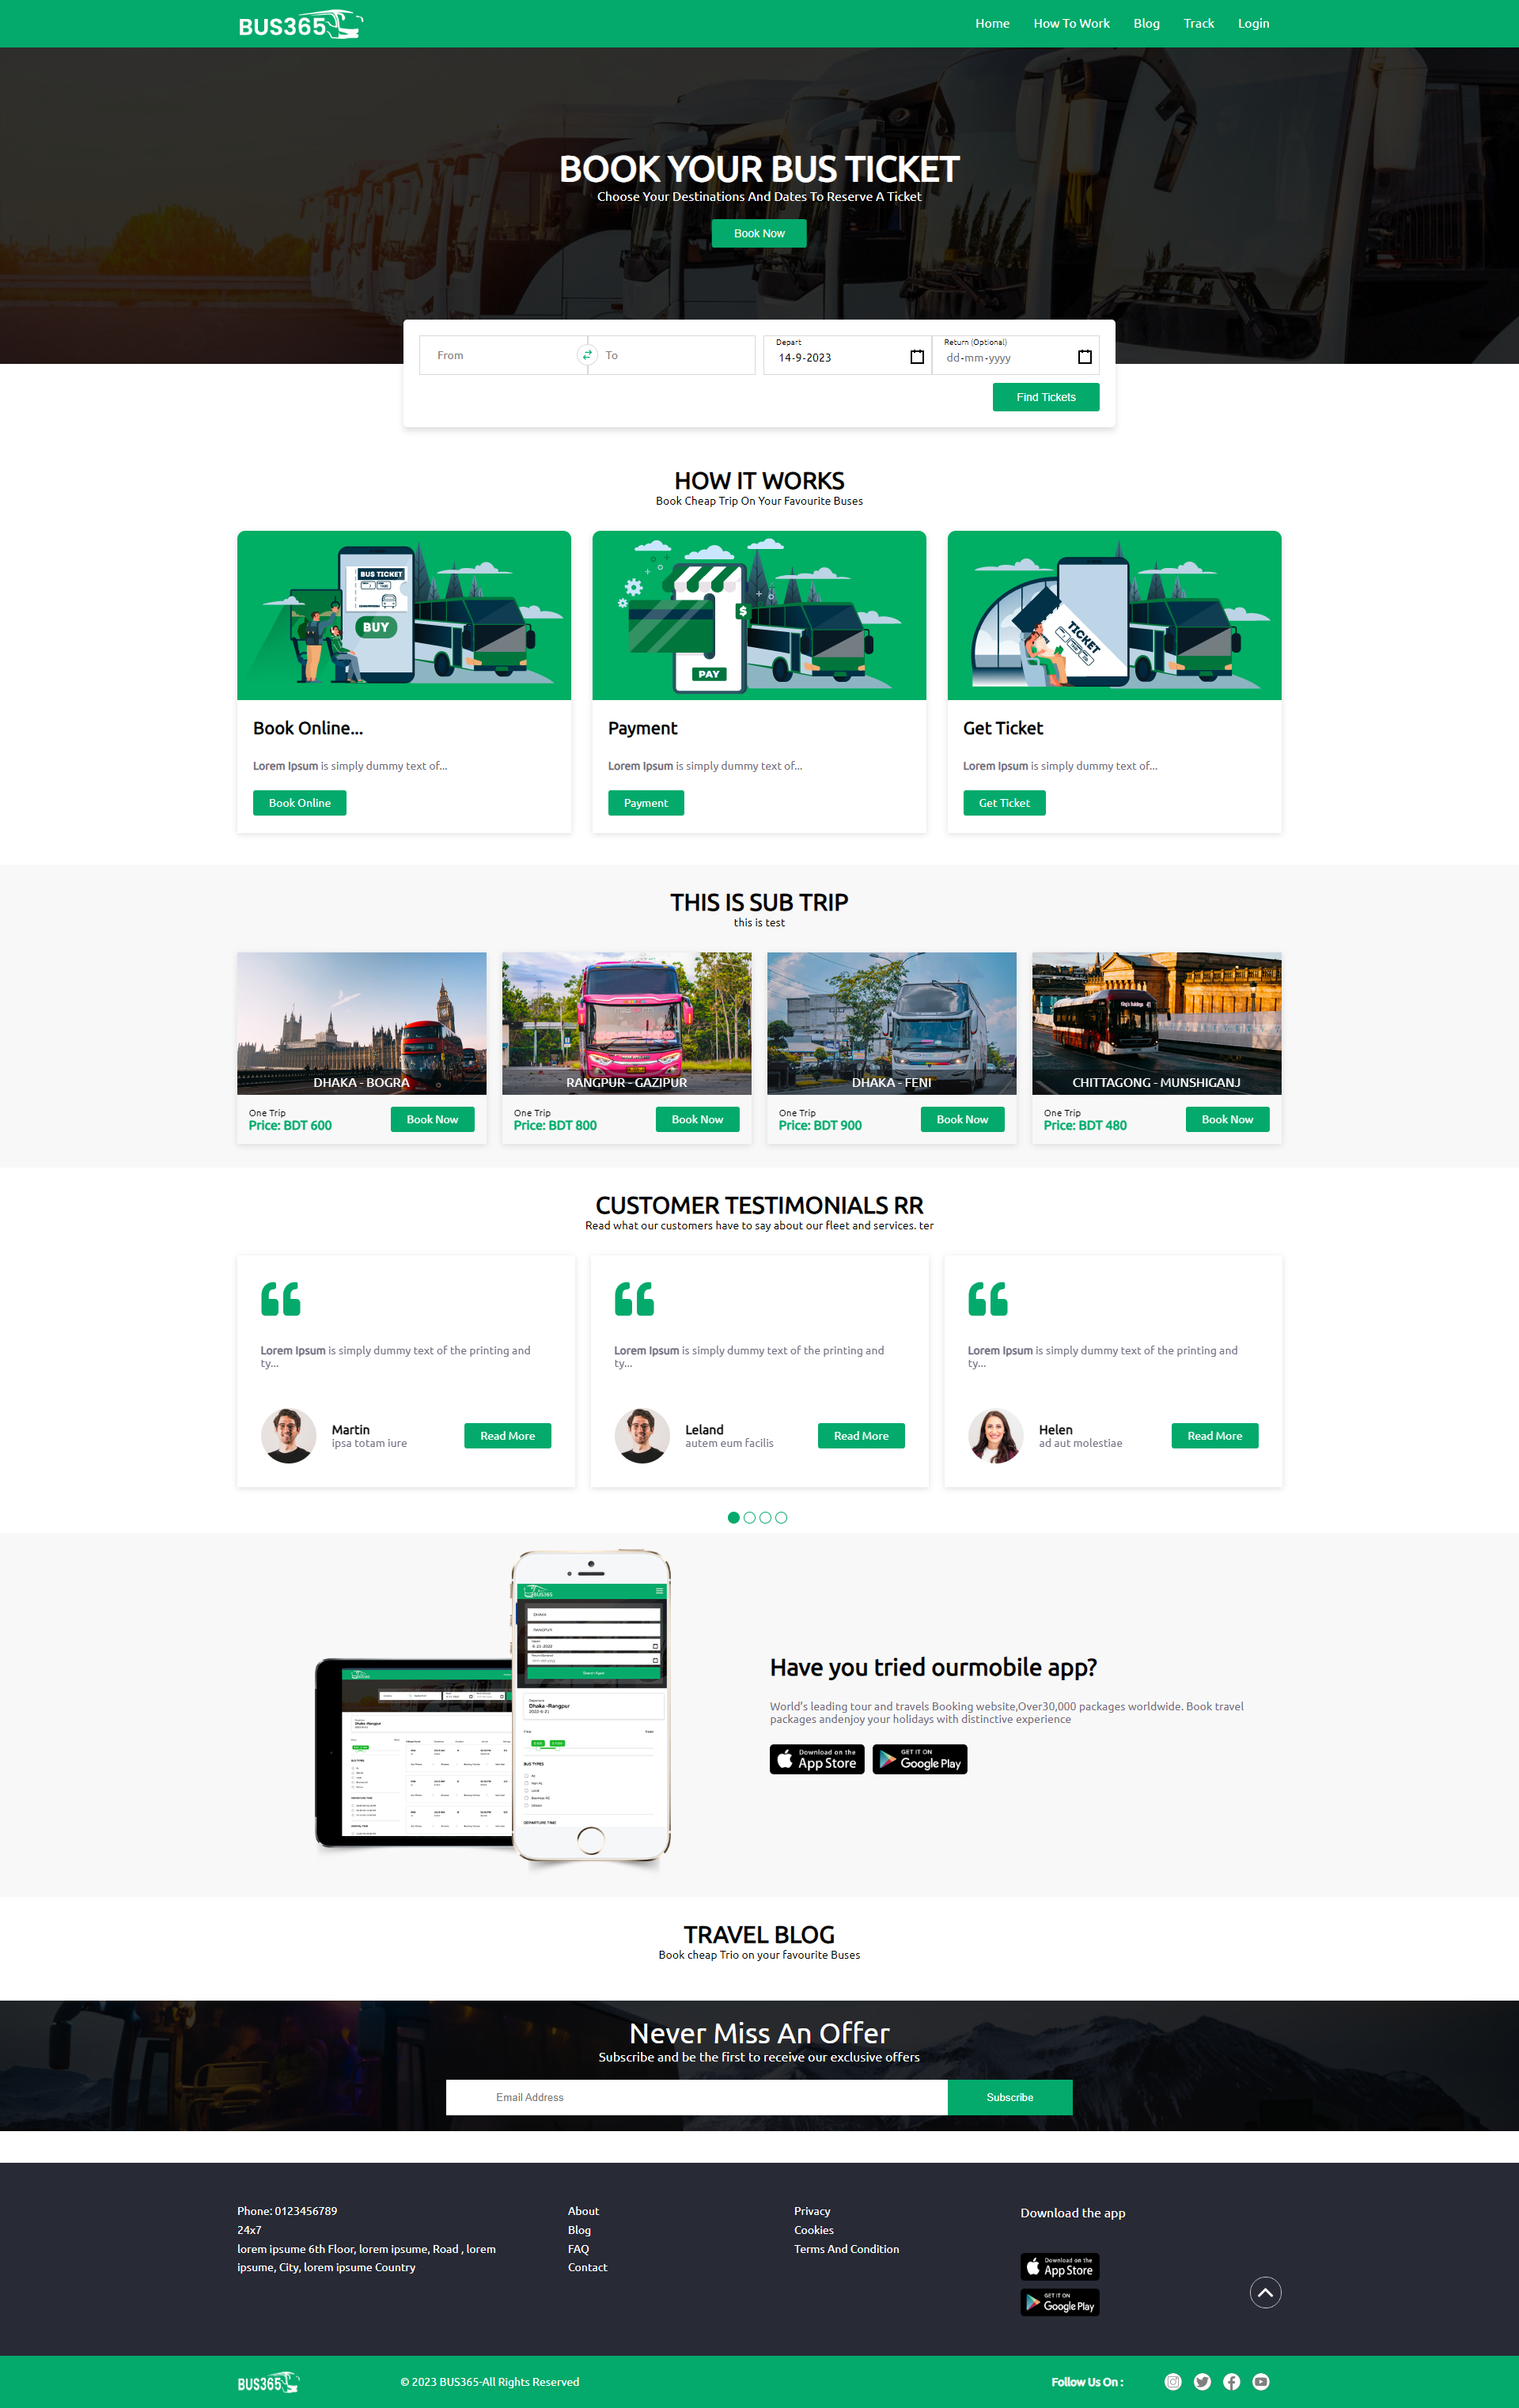 BUS365
Home How To Work Blog Track Login
BOOK YOUR BUS TICKET
Choose Your Destinations And Dates To Reserve A Ticket
Book Now
From To
Depart
14-9-2023
Return (Optional)
dd-mm-yyyy
Find Tickets
HOW IT WORKS
Book Cheap Trip On Your Favourite Buses
BUS TICKET
BUY
$
PAY
TICKET
Book Online...
Lorem Ipsum is simply dummy text of...
Book Online
Payment
Lorem Ipsum is simply dummy text of...
Payment
Get Ticket
Lorem Ipsum is simply dummy text of...
Get Ticket
THIS IS SUB TRIP
this is test
DHAKA - BOGRA
One Trip
Price: BDT 600
Book Now
RANGPUR - GAZIPUR
One Trip
Price: BDT 800
Book Now
DHAKA - FENI
One Trip
Price: BDT 900
Book Now
CHITTAGONG - MUNSHIGANJ
One Trip
Price: BDT 480
Book Now
CUSTOMER TESTIMONIALS RR
Read what our customers have to say about our fleet and services. ter
Lorem Ipsum is simply dummy text of the printing and
ty...
Martin
ipsa totam iure
Read More
Lorem Ipsum is simply dummy text of the printing and
ty...
Leland
autem eum facilis
Read More
Lorem Ipsum is simply dummy text of the printing and
ty...
Helen
ad aut molestiae
Read More
BUS365
DHAKA
RANGPUR
Search Again
Dhaka -Rangpur
2022-6-21
BUS TYPES
DEPARTURE TIME
Have you tried ourmobile app?
World's leading tour and travels Booking website,Over30,000 packages worldwide. Book travel
packages andenjoy your holidays with distinctive experience
Download on the
App Store
GET IT ON
Google Play
TRAVEL BLOG
Book cheap Trio on your favourite Buses
Never Miss An Offer
Subscribe and be the first to receive our exclusive offers
Email Address
Subscribe
Phone: 0123456789
24x7
lorem ipsume 6th Floor, lorem ipsume, Road , lorem
ipsume, City, lorem ipsume Country
About
Blog
FAQ
Contact
Privacy
Cookies
Terms And Condition
Download the app
Download on the
App Store
GET IT ON
Google Play
BUS365
© 2023 BUS365-All Rights Reserved
Follow Us On :